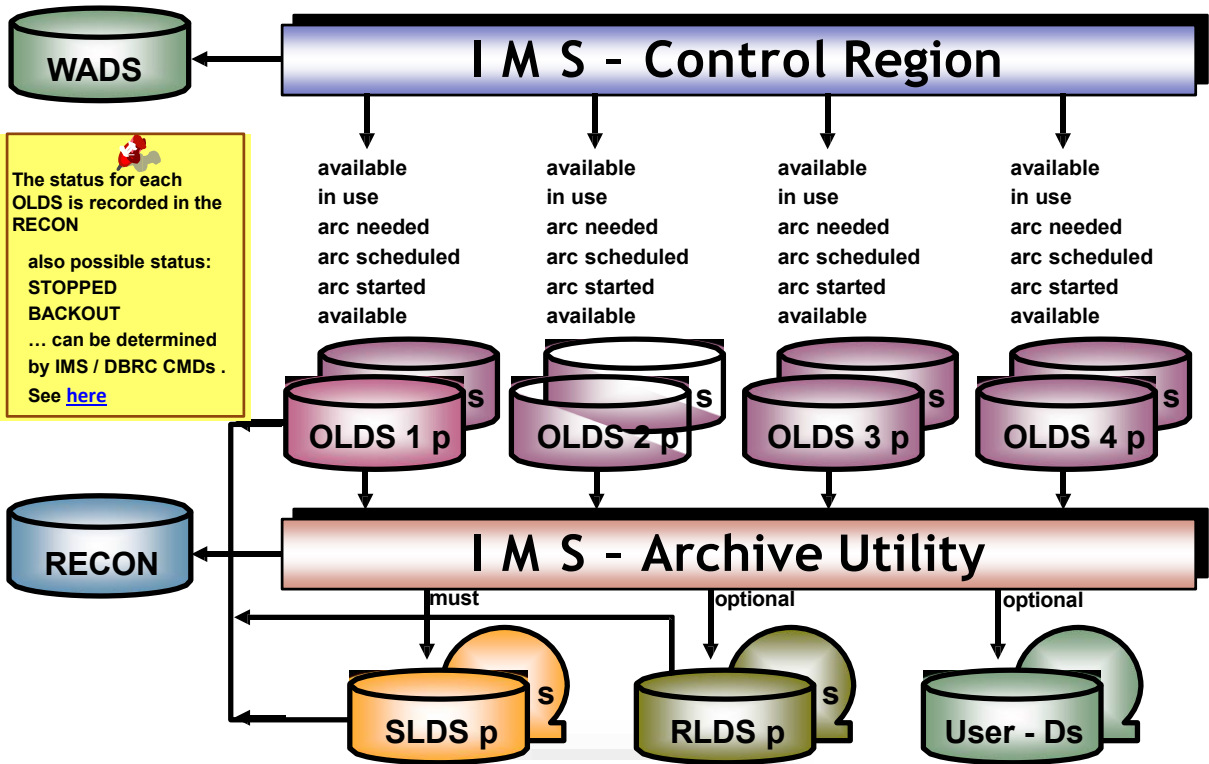 I M S - Control Region
WADS
The status for each
OLDS is recorded in the
RECON
also possible status:
STOPPED
BACKOUT
… can be determined
by IMS / DBRC CMDs .
See here
available
in use
arc needed
arc scheduled
arc started
available
available
in use
arc needed
arc scheduled
arc started
available
available
in use
arc needed
arc scheduled
arc started
available
available
in use
arc needed
arc scheduled
arc started
available
s
OLDS 1 p
s
OLDS 2 p
s
OLDS 3 p
s
OLDS 4 p
RECON
I M S - Archive Utility
must
optional
optional
s
SLDS p
s
RLDS p
User - Ds